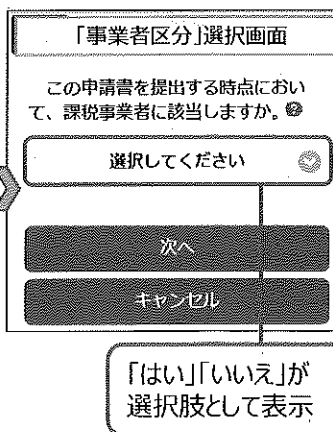 「事業者区分」選択画面
この申請書を提出する時点におい
て、課税事業者に該当しますか。
選択してください
次へ
キャンセル
「はい」「いいえ」が
選択肢として表示